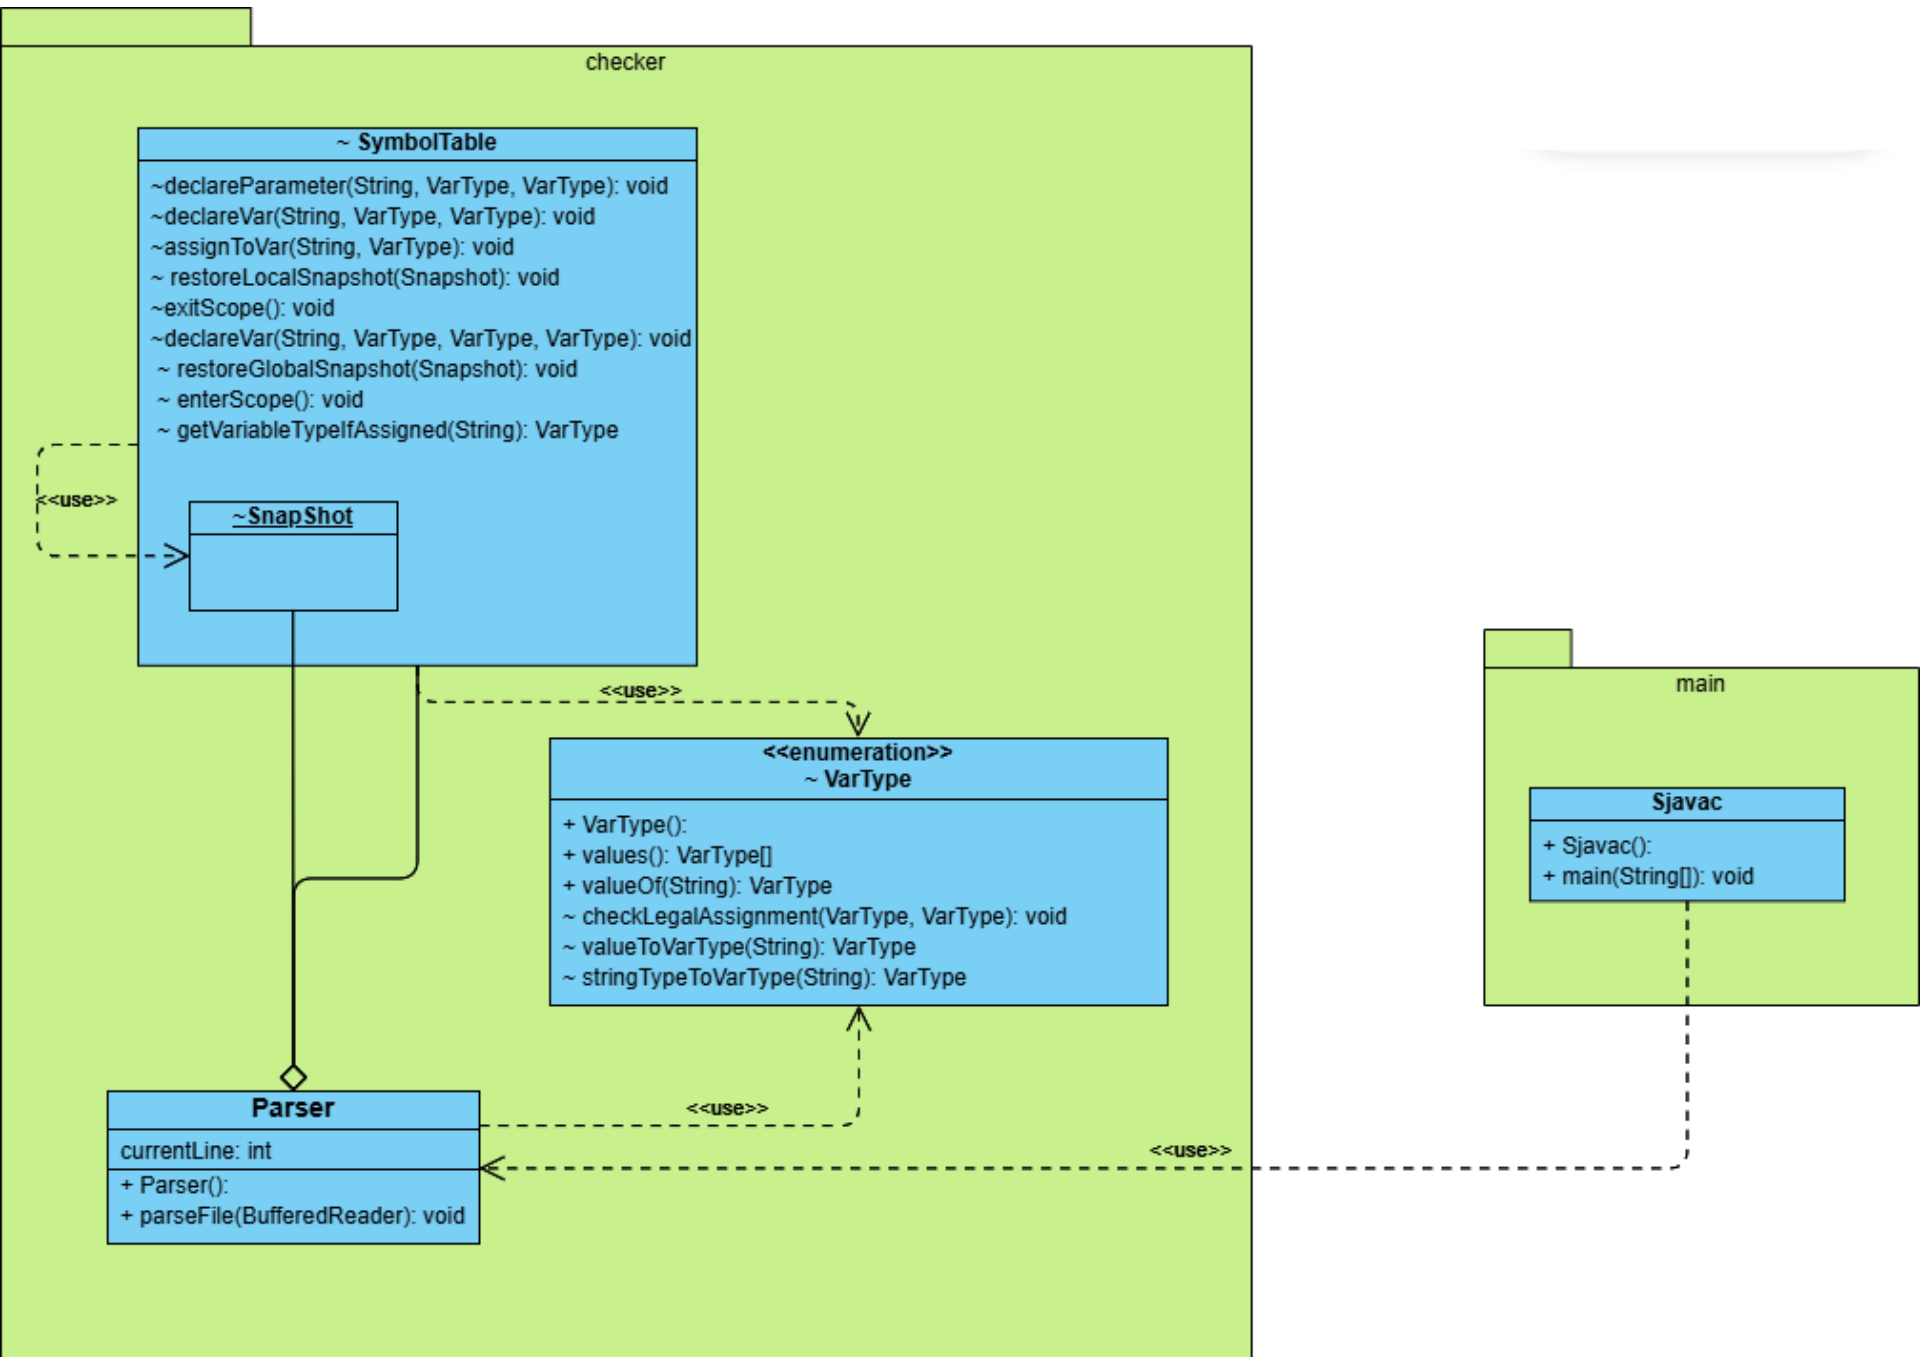 checker
~ SymbolTable
~declareParameter(String, VarType, VarType): void
~declareVar(String, VarType, VarType): void
~assignToVar(String, VarType): void
~ restoreLocalSnapshot(Snapshot): void
~exitScope(): void
~declareVar(String, VarType, VarType, VarType): void
~ restoreGlobalSnapshot(Snapshot): void
~ enterScope(): void
~ getVariableTypeIfAssigned(String): VarType
<<use>>
~SnapShot
<<use>>
<<enumeration>>
~ VarType
+ VarType():
+ values(): VarType[]
+ valueOf(String): VarType
~ checkLegalAssignment(VarType, VarType): void
~ valueToVarType(String): VarType
~ stringTypeToVarType(String): VarType
main
Sjavac
+ Sjavac():
+ main(String[]): void
Parser
currentLine: int
+ Parser():
+ parseFile(BufferedReader): void
<<use>>
<<use>>